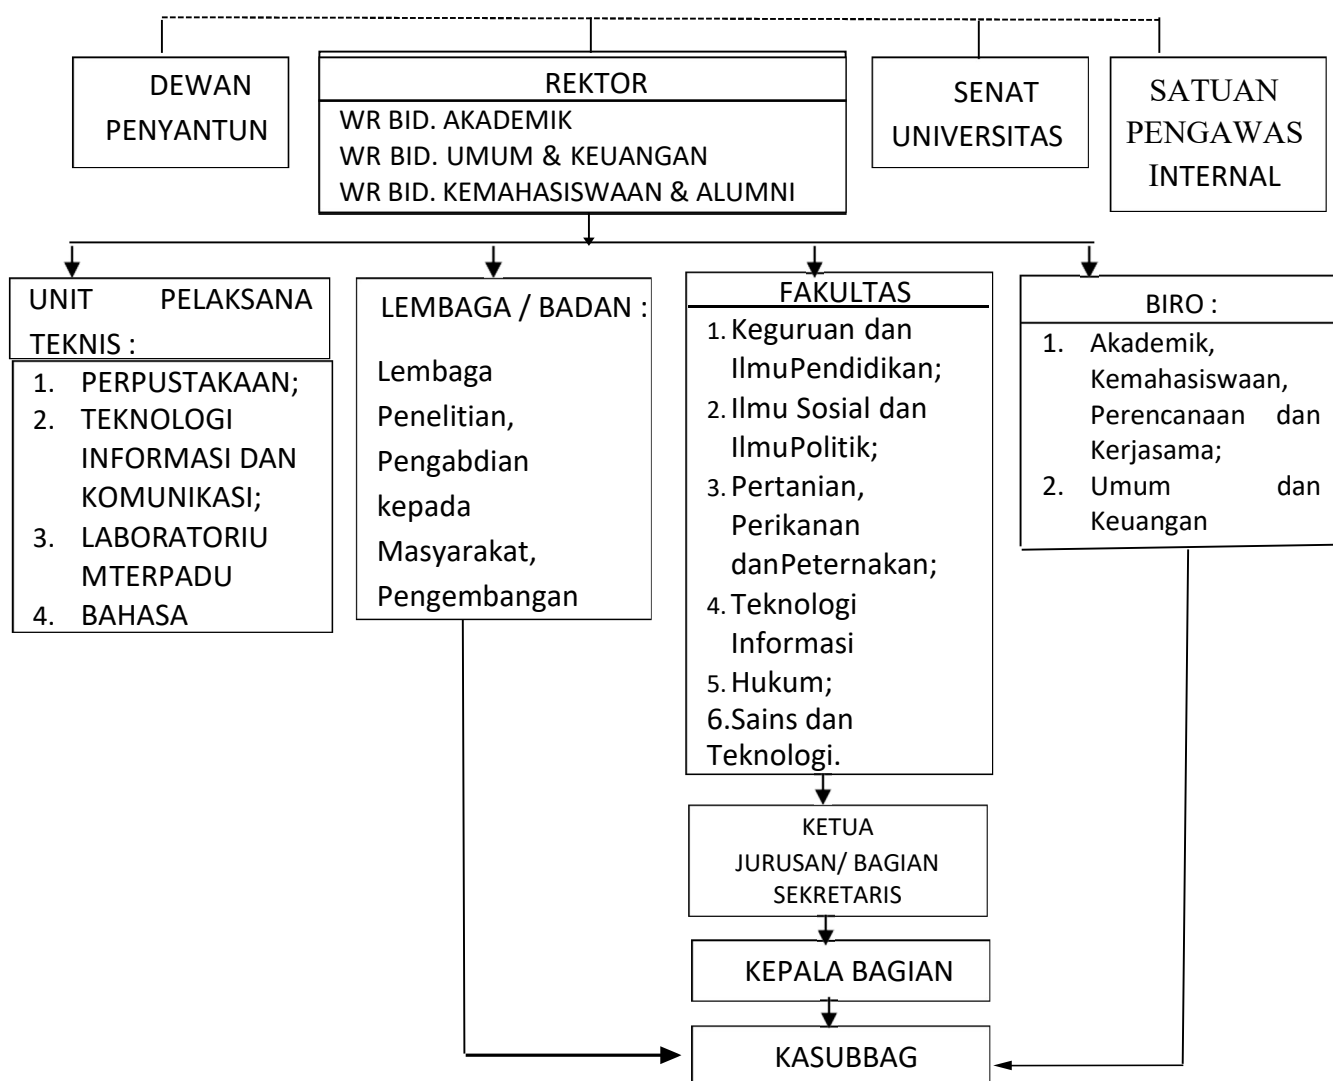 DEWAN
PENYANTUN
REKTOR
WR BID. AKADEMIK
WR BID. UMUM & KEUANGAN
WR BID. KEMAHASISWAAN & ALUMNI
SENAT
UNIVERSITAS
SATUAN
PENGAWAS
INTERNAL
UNIT PELAKSANA
TEKNIS :
1. PERPUSTAKAAN;
2. TEKNOLOGI
INFORMASI DAN
KOMUNIKASI;
3. LABORATORIU
MTERPADU
4. BAHASA
LEMBAGA / BADAN :
Lembaga
Penelitian,
Pengabdian
kepada
Masyarakat,
Pengembangan
FAKULTAS
1. Keguruan dan
IlmuPendidikan;
2. Ilmu Sosial dan
IlmuPolitik;
3. Pertanian,
Perikanan
danPeternakan;
4. Teknologi
Informasi
5. Hukum;
6.Sains dan
Teknologi.
BIRO :
1. Akademik,
Kemahasiswaan,
Perencanaan dan
Kerjasama;
2. Umum dan
Keuangan
KETUA
JURUSAN/ BAGIAN
SEKRETARIS
KEPALA BAGIAN
KASUBBAG